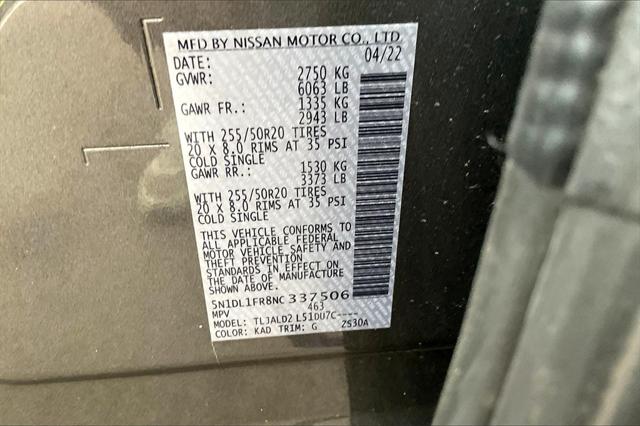 MFD BY NISSAN MOTOR CO., LTD
DATE: 04/22
GVWR: 2750 KG
6063 LB
GAWR FR.: 1335 KG
2943 LB
WITH 255/50R20 TIRES
20 X 8.0 RIMS AT 35 PSI
COLD SINGLE
GAWR RR.: 1530 KG
3373 LB
WITH 255/50R20 TIRES
20 X 8.0 RIMS AT 35 PSI
COLD SINGLE
THIS VEHICLE CONFORMS TO
ALL APPLICABLE FEDERAL
MOTOR VEHICLE SAFETY AND
THEFT PREVENTION
STANDARDS IN EFFECT ON
THE DATE OF MANUFACTURE
SHOWN ABOVE.
5N1DL1FR8NC 337506
MPV 463
MODEL: TLJALD2 L51DU7C----
COLOR: KAD TRIM: G 2S30A